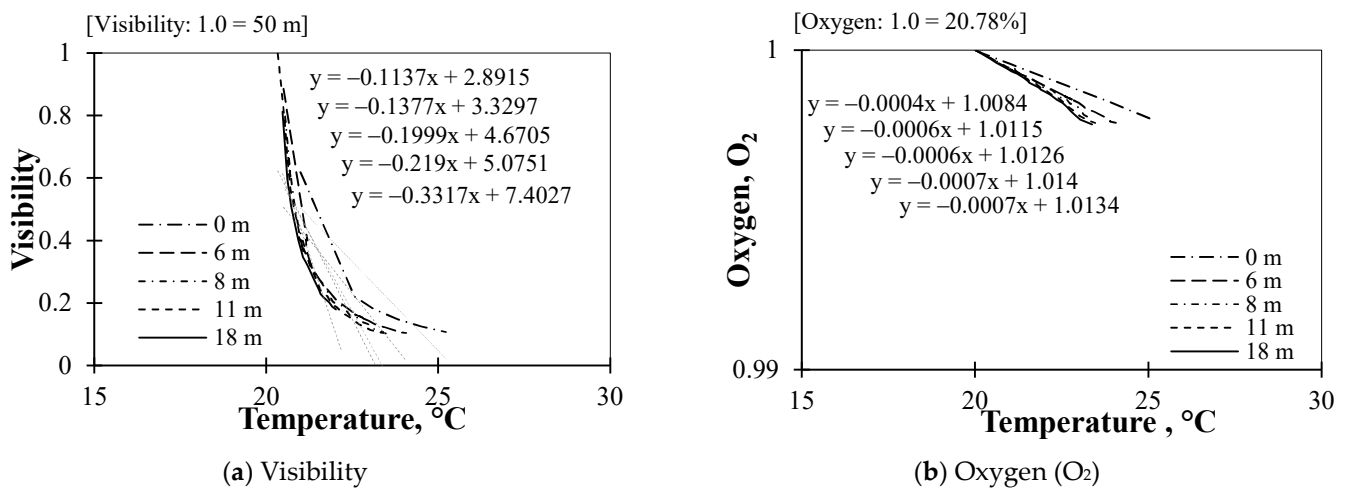 [Visibility: 1.0 = 50 m]
1
0.8
0.6
0.4
0.2
0
Visibility
y = –0.1137x + 2.8915
y = –0.1377x + 3.3297
y = –0.1999x + 4.6705
y = –0.219x + 5.0751
y = –0.3317x + 7.4027
0 m
6 m
8 m
11 m
18 m
15 20 25 30
Temperature, °C
(a) Visibility
[Oxygen: 1.0 = 20.78%]
1
0.99
Oxygen, O₂
y = –0.0004x + 1.0084
y = –0.0006x + 1.0115
y = –0.0006x + 1.0126
y = –0.0007x + 1.014
y = –0.0007x + 1.0134
0 m
6 m
8 m
11 m
18 m
15 20 25 30
Temperature , °C
(b) Oxygen (O₂)